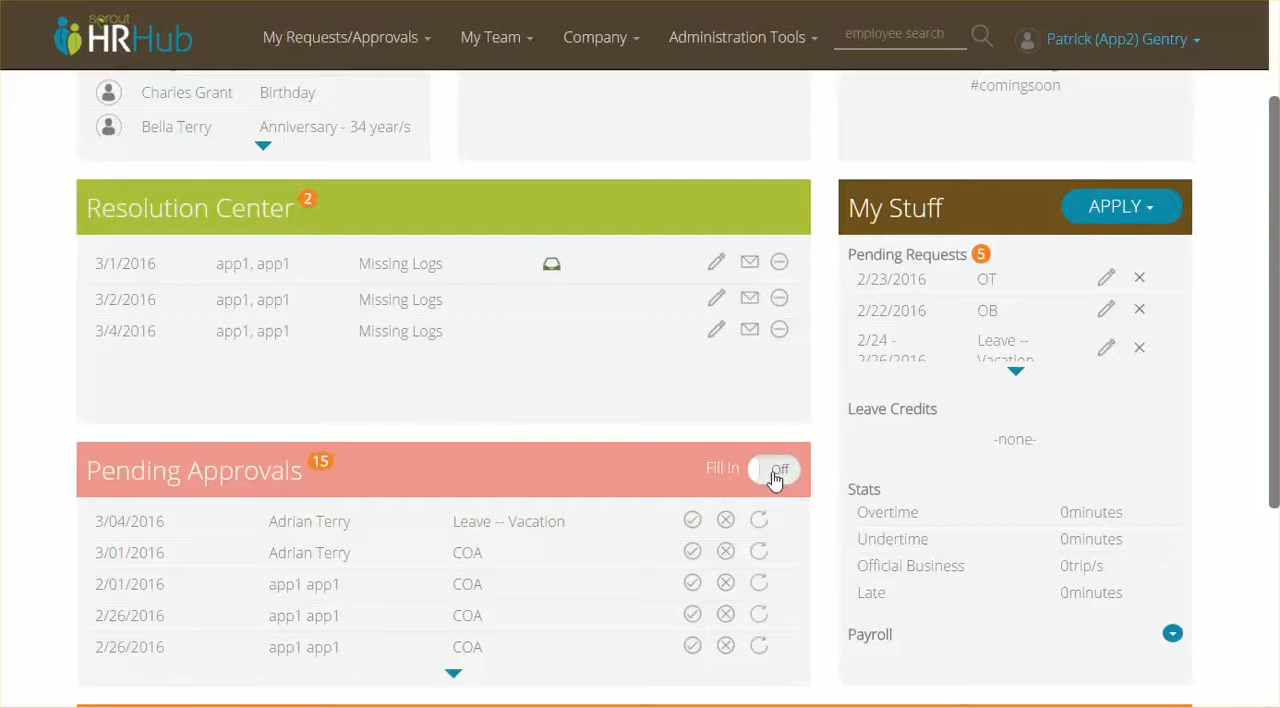 sprout
HRHub
My Requests/Approvals
My Team
Company
Administration Tools
employee search
Patrick (App2) Gentry
Charles Grant Birthday
Bella Terry Anniversary - 34 year/s
#comingsoon
Resolution Center 2
3/1/2016 app1, app1 Missing Logs
3/2/2016 app1, app1 Missing Logs
3/4/2016 app1, app1 Missing Logs
My Stuff APPLY
Pending Requests 5
2/23/2016 OT
2/22/2016 OB
2/24 - Leave --
2/26/2016 Vacation
Leave Credits
-none-
Stats
Overtime 0minutes
Undertime 0minutes
Official Business 0trip/s
Late 0minutes
Payroll
Pending Approvals 15 Fill In Off
3/04/2016 Adrian Terry Leave -- Vacation
3/01/2016 Adrian Terry COA
2/01/2016 app1 app1 COA
2/26/2016 app1 app1 COA
2/26/2016 app1 app1 COA